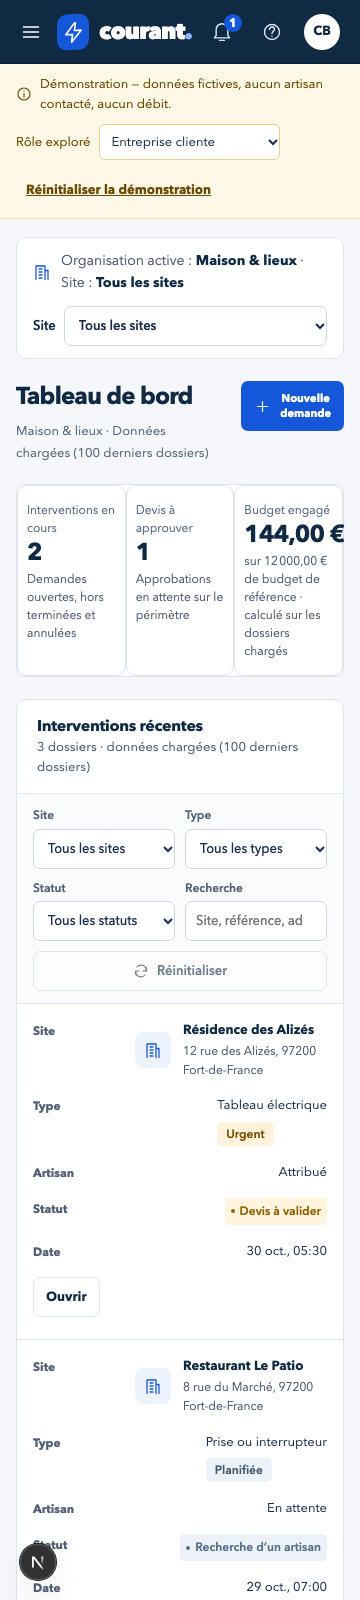 courant.
1
CB
Démonstration – données fictives, aucun artisan
contacté, aucun débit.
Rôle exploré
Entreprise cliente
Réinitialiser la démonstration
Organisation active : Maison & lieux ·
Site : Tous les sites
Site
Tous les sites
Tableau de bord
Nouvelle
demande
Maison & lieux · Données
chargées (100 derniers dossiers)
Interventions en
cours
2
Demandes
ouvertes, hors
terminées et
annulées
Devis à
approuver
1
Approbations
en attente sur le
périmètre
Budget engagé
144,00 €
sur 12 000,00 €
de budget de
référence ·
calculé sur les
dossiers
chargés
Interventions récentes
3 dossiers · données chargées (100 derniers
dossiers)
Site
Type
Tous les sites
Tous les types
Statut
Recherche
Tous les statuts
Site, référence, ad
Réinitialiser
Site
Résidence des Alizés
12 rue des Alizés, 97200
Fort-de-France
Type
Tableau électrique
Urgent
Artisan
Attribué
Statut
• Devis à valider
Date
30 oct., 05:30
Ouvrir
Site
Restaurant Le Patio
8 rue du Marché, 97200
Fort-de-France
Type
Prise ou interrupteur
Planifiée
Artisan
En attente
Statut
• Recherche d'un artisan
N
Date
29 oct., 07:00